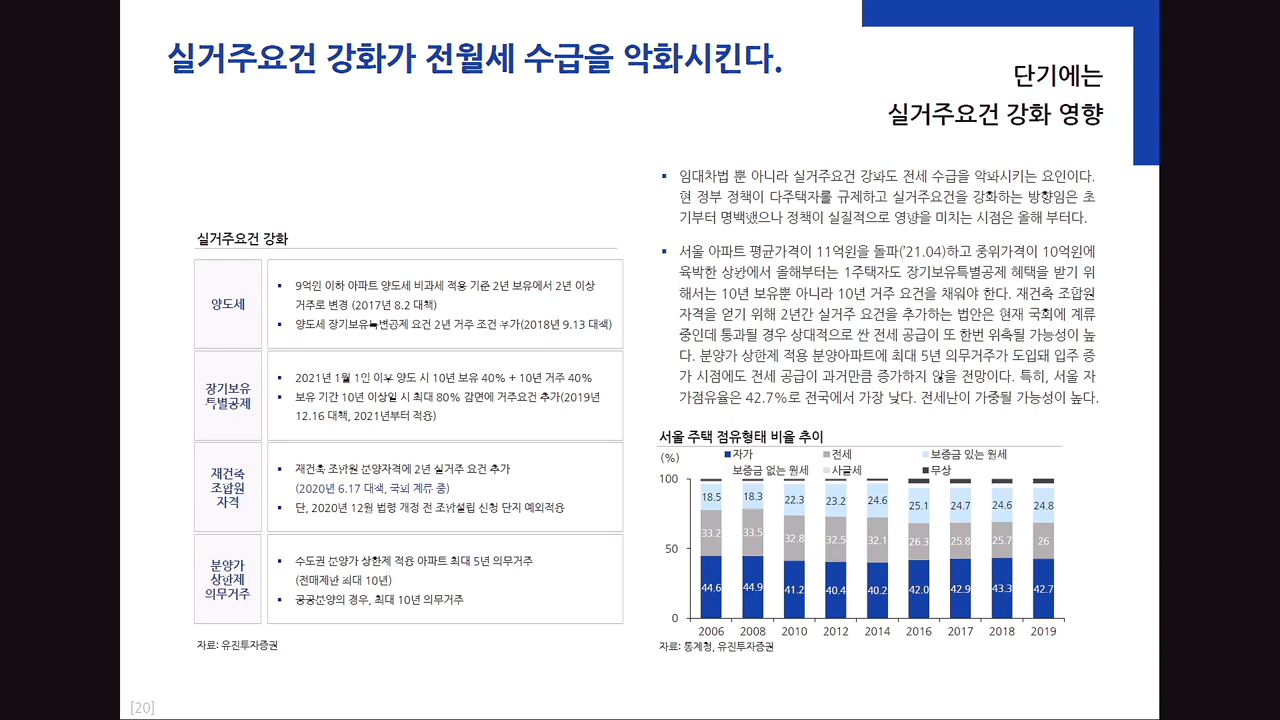 실거주요건 강화가 전월세 수급을 악화시킨다.
단기에는
실거주요건 강화 영향
실거주요건 강화
양도세
9억원 이하 아파트 양도세 비과세 적용 기준 2년 보유에서 2년 이상
거주로 변경 (2017년 8.2 대책)
양도세 장기보유특별공제 요건 2년 거주 조건 부가(2018년 9.13 대책)
장기보유
특별공제
2021년 1월 1일 이후 양도 시 10년 보유 40% + 10년 거주 40%
보유 기간 10년 이상일 시 최대 80% 감면에 거주요건 추가(2019년
12.16 대책, 2021년부터 적용)
재건축
조합원
자격
재건축 조합원 분양자격에 2년 실거주 요건 추가
(2020년 6.17 대책, 국회 계류 중)
단, 2020년 12월 법령 개정 전 조합설립 신청 단지 예외적용
분양가
상한제
의무거주
수도권 분양가 상한제 적용 아파트 최대 5년 의무거주
(전매제한 최대 10년)
공공분양의 경우, 최대 10년 의무거주
자료: 유진투자증권
임대차법 뿐 아니라 실거주요건 강화도 전세 수급을 악화시키는 요인이다.
현 정부 정책이 다주택자를 규제하고 실거주요건을 강화하는 방향임은 초
기부터 명백했으나 정책이 실질적으로 영향을 미치는 시점은 올해 부터다.
서울 아파트 평균가격이 11억원을 돌파('21.04)하고 중위가격이 10억원에
육박한 상황에서 올해부터는 1주택자도 장기보유특별공제 혜택을 받기 위
해서는 10년 보유뿐 아니라 10년 거주 요건을 채워야 한다. 재건축 조합원
자격을 얻기 위해 2년간 실거주 요건을 추가하는 법안은 현재 국회에 계류
중인데 통과될 경우 상대적으로 싼 전세 공급이 또 한번 위축될 가능성이 높
다. 분양가 상한제 적용 분양아파트에 최대 5년 의무거주가 도입돼 입주 증
가 시점에도 전세 공급이 과거만큼 증가하지 않을 전망이다. 특히, 서울 자
가점유율은 42.7%로 전국에서 가장 낮다. 전세난이 가중될 가능성이 높다.
서울 주택 점유형태 비율 추이
(%) 자가 전세 보증금 있는 월세
보증금 없는 월세 사글세 무상
100
18.5 18.3 22.3 23.2 24.6 25.1 24.7 24.6 24.8
33.2 33.5 32.8 32.5 32.1 26.3 25.8 25.7 26
50
44.6 44.9 41.2 40.4 40.2 42.0 42.9 43.3 42.7
0
2006 2008 2010 2012 2014 2016 2017 2018 2019
자료: 통계청, 유진투자증권
[20]